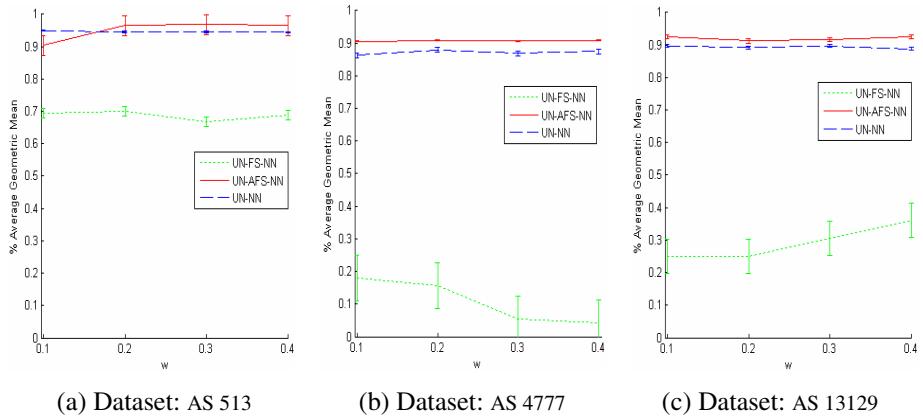 % Average Geometric Mean
1
0.9
0.8
0.7
0.6
0.5
0.4
0.3
0.2
0.1
0
0.1
0.2
0.3
0.4
w
UN-FS-NN
UN-AFS-NN
UN-NN
(a) Dataset: AS 513
% Average Geometric Mean
1
0.9
0.8
0.7
0.6
0.5
0.4
0.3
0.2
0.1
0
0.1
0.2
0.3
0.4
w
UN-FS-NN
UN-AFS-NN
UN-NN
(b) Dataset: AS 4777
% Average Geometric Mean
1
0.9
0.8
0.7
0.6
0.5
0.4
0.3
0.2
0.1
0
0.1
0.2
0.3
0.4
w
UN-FS-NN
UN-AFS-NN
UN-NN
(c) Dataset: AS 13129